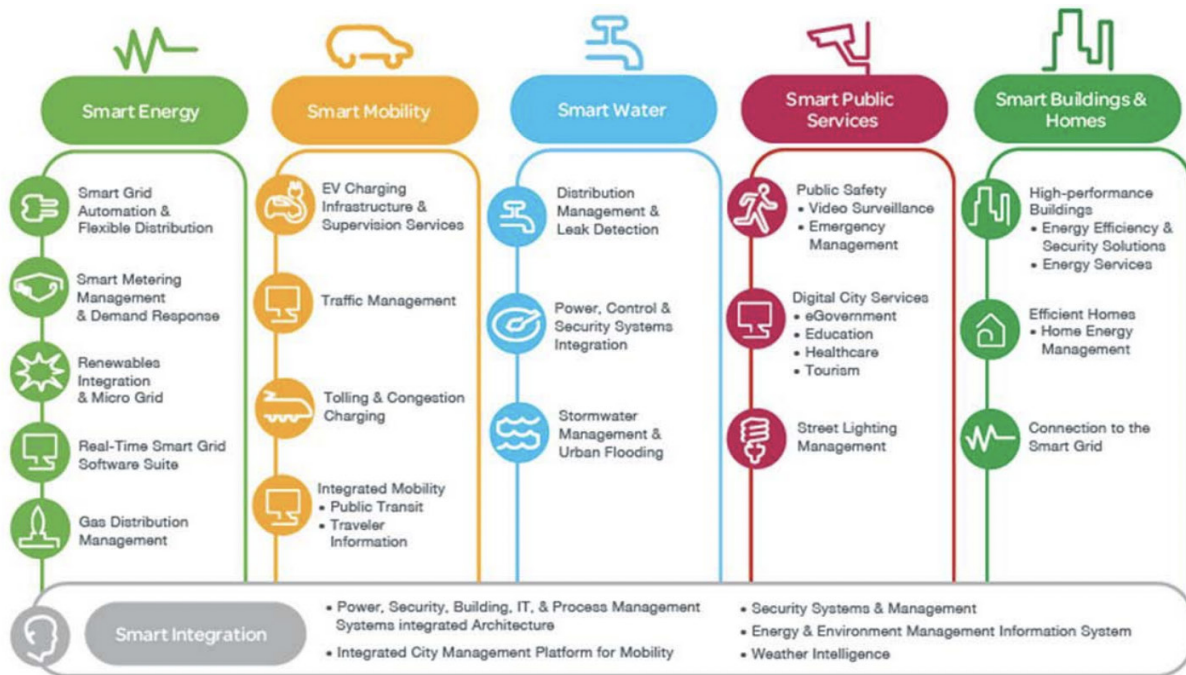 Smart Energy
Smart Grid
Automation &
Flexible Distribution
Smart Metering
Management
& Demand Response
Renewables
Integration
& Micro Grid
Real-Time Smart Grid
Software Suite
Gas Distribution
Management
Smart Mobility
EV Charging
Infrastructure &
Supervision Services
Traffic Management
Tolling & Congestion
Charging
Integrated Mobility
• Public Transit
• Traveler
Information
Smart Water
Distribution
Management &
Leak Detection
Power, Control &
Security Systems
Integration
Stormwater
Management &
Urban Flooding
Smart Public
Services
Public Safety
• Video Surveillance
• Emergency
Management
Digital City Services
• eGovernment
• Education
• Healthcare
• Tourism
Street Lighting
Management
Smart Buildings &
Homes
High-performance
Buildings
• Energy Efficiency &
Security Solutions
• Energy Services
Efficient Homes
• Home Energy
Management
Connection to the
Smart Grid
Smart Integration
• Power, Security, Building, IT, & Process Management
Systems integrated Architecture
• Integrated City Management Platform for Mobility
• Security Systems & Management
• Energy & Environment Management Information System
• Weather Intelligence